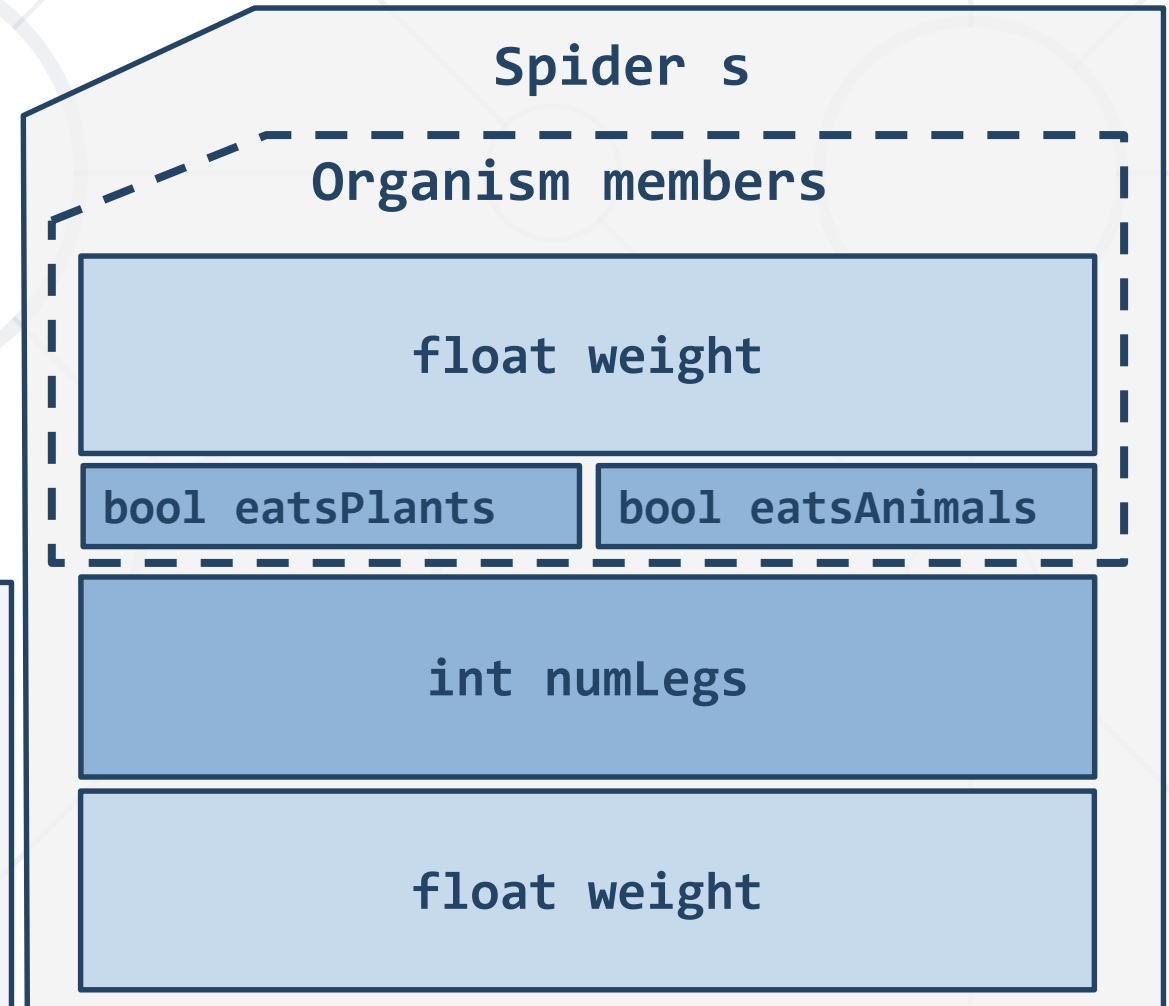 Spider s
Organism members
float weight
bool eatsPlants
bool eatsAnimals
int numLegs
float weight